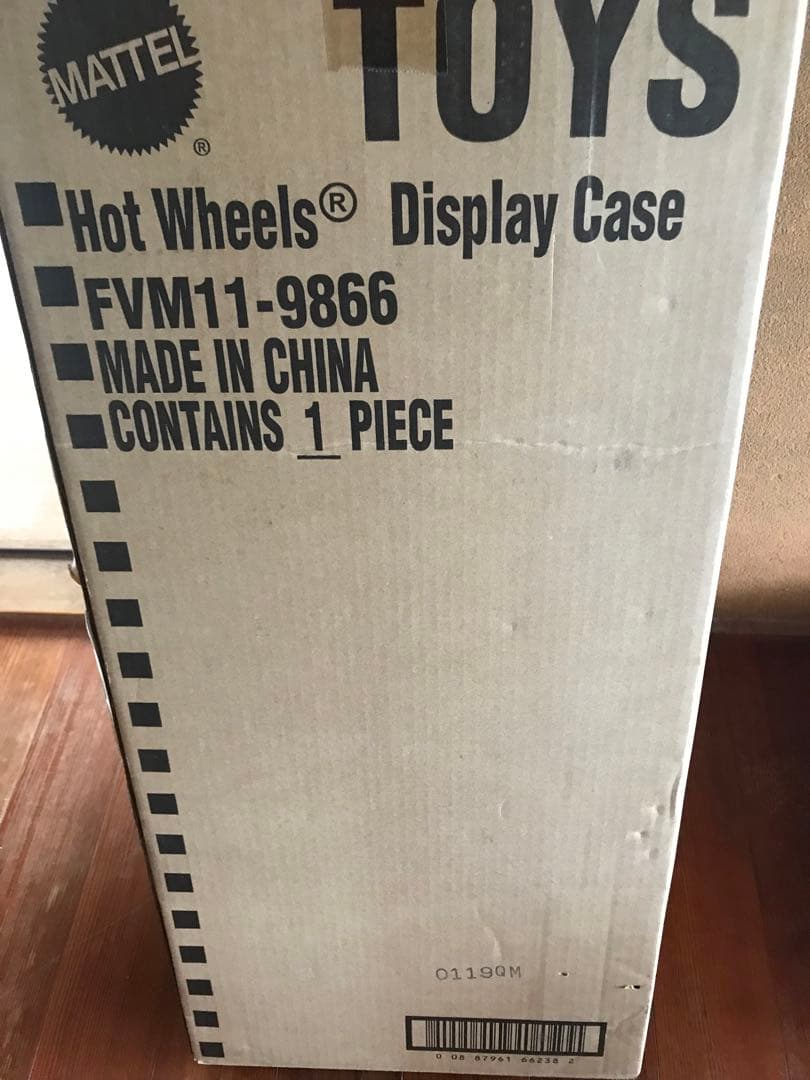 MATTEL
®
TOYS
Hot Wheels® Display Case
FVM11-9866
MADE IN CHINA
CONTAINS 1 PIECE
0119QM
0 08 87961 66238 2